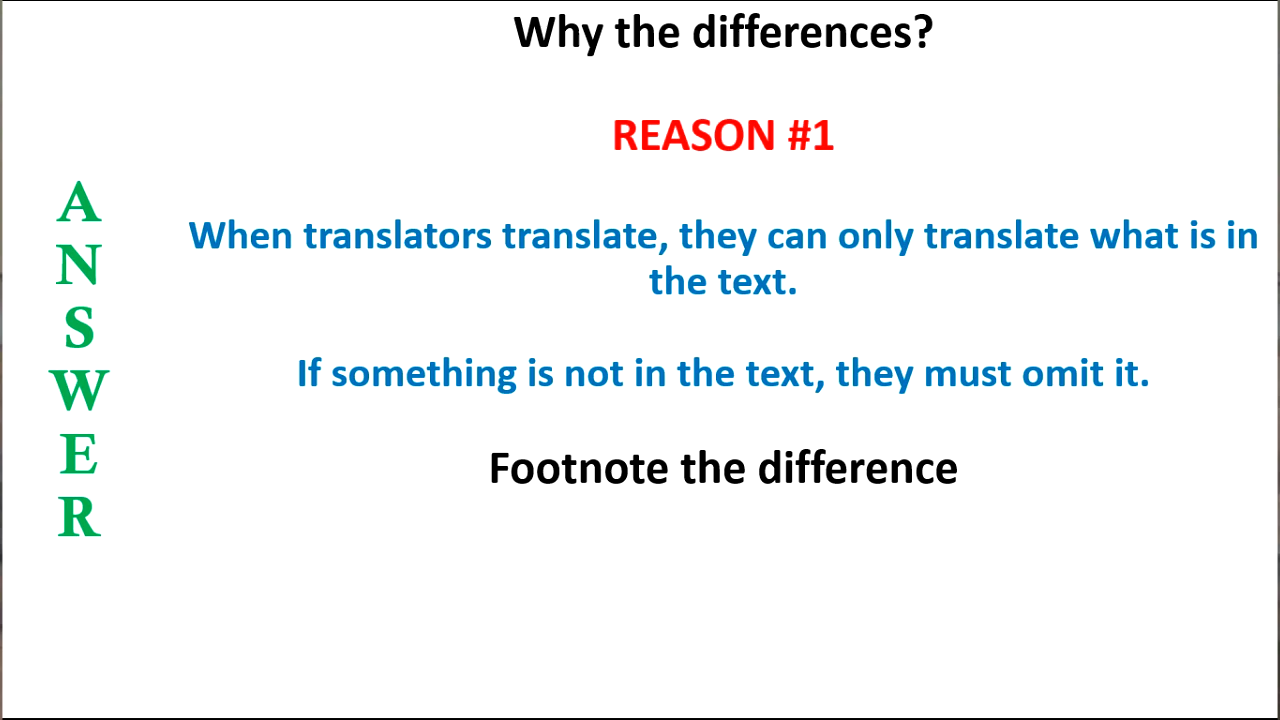 Why the differences?
REASON #1
ANSWER
When translators translate, they can only translate what is in
the text.
If something is not in the text, they must omit it.
Footnote the difference